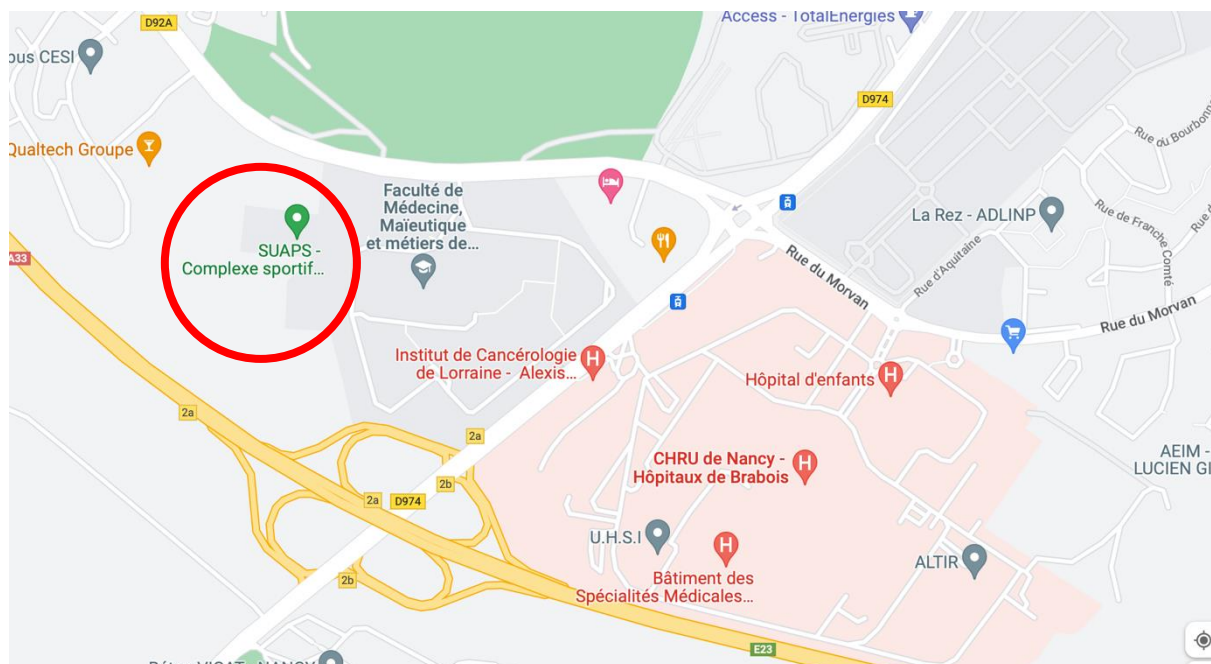 D92A
Access - TotalEnergies
CESI
D974
Rue du Bourbonn
Qualtech Groupe
Faculté de
Médecine,
Maïeutique
et métiers de...
La Rez - ADLINP
Rue de Franche Comté
Rue d
SUAPS -
Complexe sportif...
A33
Rue d'Aquitaine
Rue du Morvan
Rue du Morvan
Institut de Cancérologie
de Lorraine - Alexis...
Hôpital d'enfants
2a
2a
CHRU de Nancy -
Hôpitaux de Brabois
AEIM -
LUCIEN GI
2b
2a
D974
U.H.S.I
ALTIR
2b
Bâtiment des
Spécialités Médicales...
E23